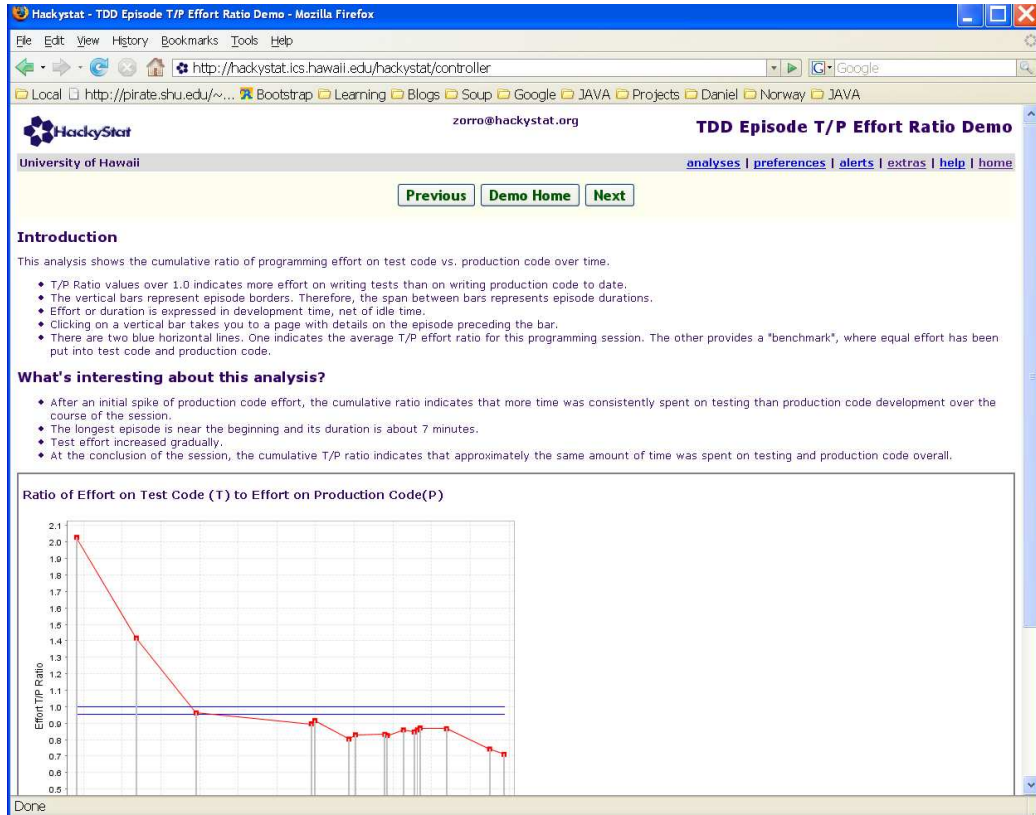 Hackystat - TDD Episode T/P Effort Ratio Demo - Mozilla Firefox
File Edit View History Bookmarks Tools Help
http://hackystat.ics.hawaii.edu/hackystat/controller
G Google
Local http://pirate.shu.edu/~... Bootstrap Learning Blogs Soup Google JAVA Projects Daniel Norway JAVA
HackyStat
zorro@hackystat.org
TDD Episode T/P Effort Ratio Demo
University of Hawaii
analyses | preferences | alerts | extras | help | home
Previous Demo Home Next
Introduction
This analysis shows the cumulative ratio of programming effort on test code vs. production code over time.
T/P Ratio values over 1.0 indicates more effort on writing tests than on writing production code to date.
The vertical bars represent episode borders. Therefore, the span between bars represents episode durations.
Effort or duration is expressed in development time, net of idle time.
Clicking on a vertical bar takes you to a page with details on the episode preceding the bar.
There are two blue horizontal lines. One indicates the average T/P effort ratio for this programming session. The other provides a "benchmark", where equal effort has been
put into test code and production code.
What's interesting about this analysis?
After an initial spike of production code effort, the cumulative ratio indicates that more time was consistently spent on testing than production code development over the
course of the session.
The longest episode is near the beginning and its duration is about 7 minutes.
Test effort increased gradually.
At the conclusion of the session, the cumulative T/P ratio indicates that approximately the same amount of time was spent on testing and production code overall.
Ratio of Effort on Test Code (T) to Effort on Production Code(P)
2.1
2.0
1.9
1.8
1.7
1.6
1.5
1.4
1.3
1.2
1.1
1.0
0.9
0.8
0.7
0.6
0.5
Effort T/P Ratio
Done